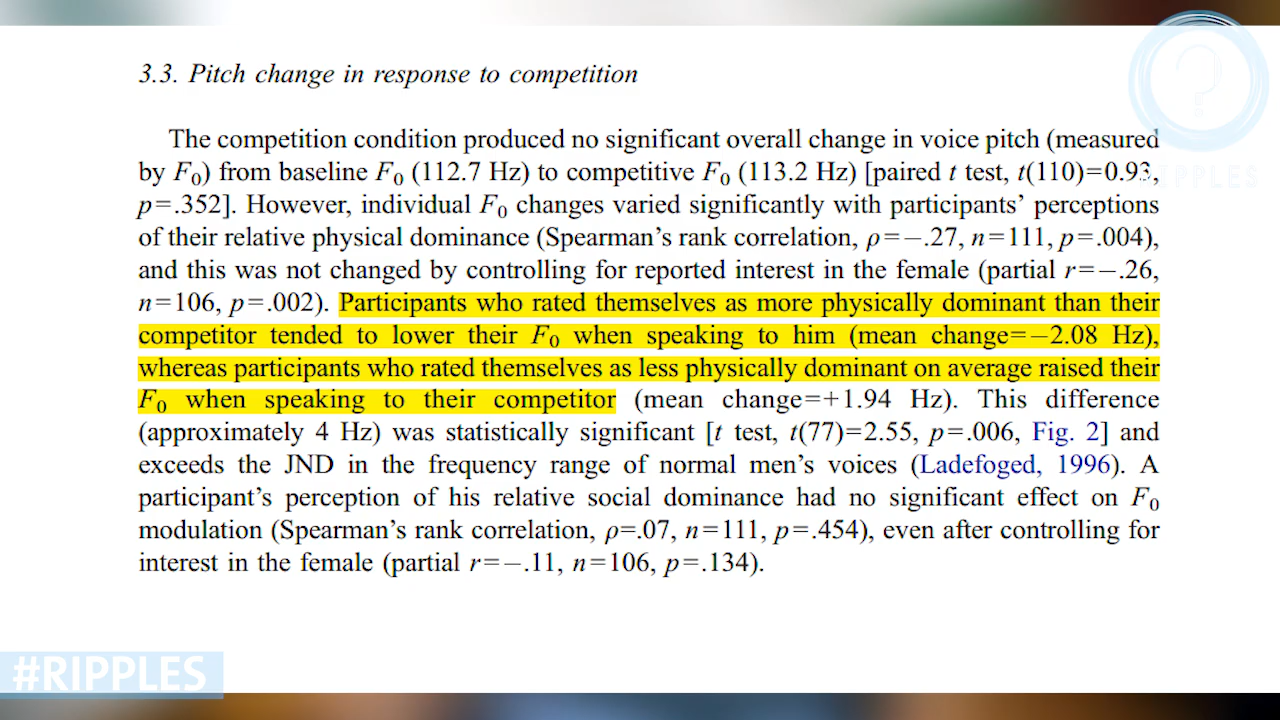 3.3. Pitch change in response to competition
The competition condition produced no significant overall change in voice pitch (measured
by F0) from baseline F0 (112.7 Hz) to competitive F0 (113.2 Hz) [paired t test, t(110)=0.93,
p=.352]. However, individual F0 changes varied significantly with participants' perceptions
of their relative physical dominance (Spearman's rank correlation, ρ=−.27, n=111, p=.004),
and this was not changed by controlling for reported interest in the female (partial r=−.26,
n=106, p=.002). Participants who rated themselves as more physically dominant than their
competitor tended to lower their F0 when speaking to him (mean change=−2.08 Hz),
whereas participants who rated themselves as less physically dominant on average raised their
F0 when speaking to their competitor (mean change=+1.94 Hz). This difference
(approximately 4 Hz) was statistically significant [t test, t(77)=2.55, p=.006, Fig. 2] and
exceeds the JND in the frequency range of normal men's voices (Ladefoged, 1996). A
participant's perception of his relative social dominance had no significant effect on F0
modulation (Spearman's rank correlation, ρ=.07, n=111, p=.454), even after controlling for
interest in the female (partial r=−.11, n=106, p=.134).
?
RIPPLES
#RIPPLES